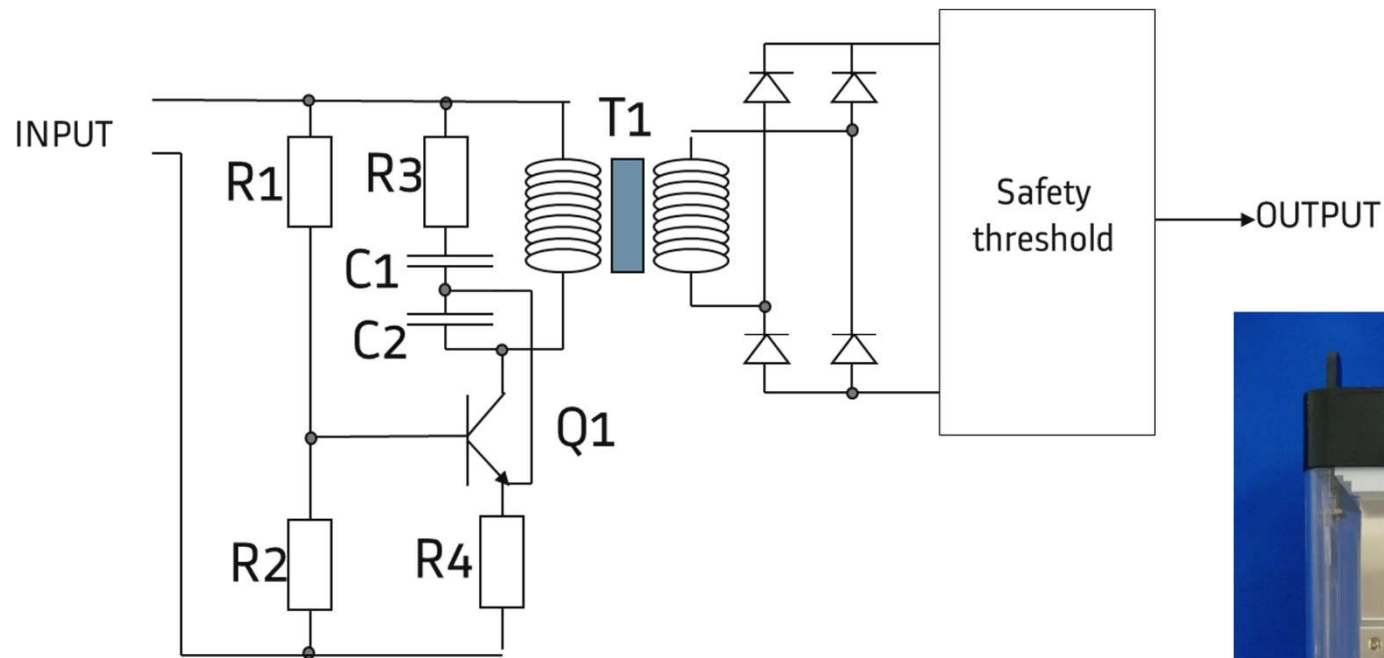 INPUT
R1
R3
C1
C2
T1
Q1
R2
R4
Safety
threshold
OUTPUT